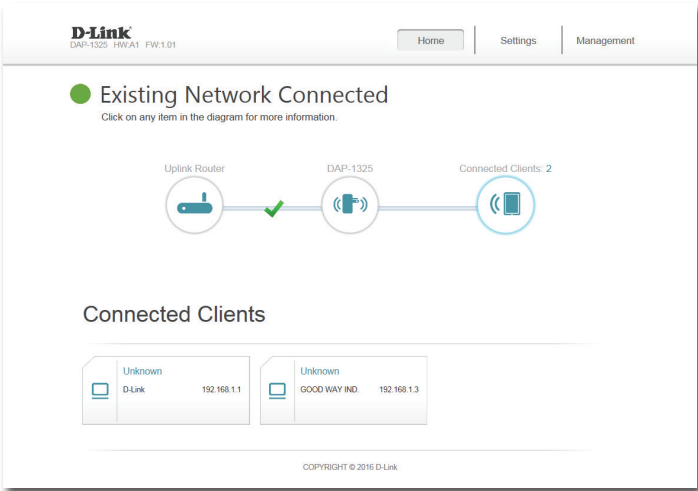 D-Link
DAP-1325 HW:A1 FW:1.01
Home
Settings
Management
Existing Network Connected
Click on any item in the diagram for more information.
Uplink Router
DAP-1325
Connected Clients: 2
Connected Clients
Unknown
D-Link 192.168.1.1
Unknown
GOOD WAY IND. 192.168.1.3
COPYRIGHT © 2016 D-Link